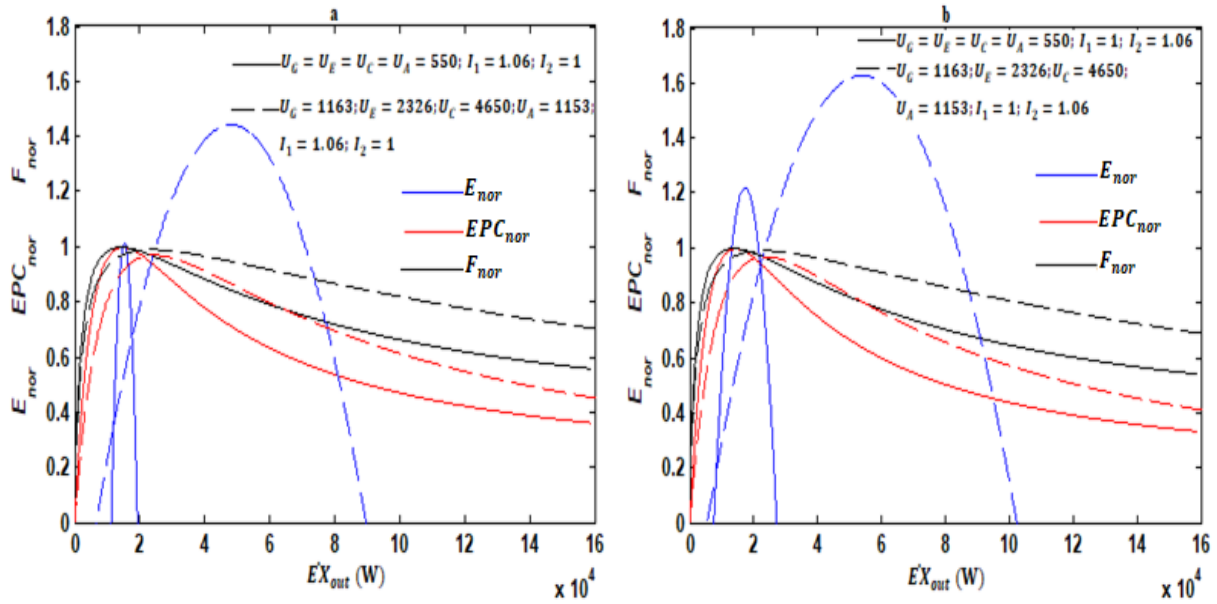 a
1.8
1.6
1.4
1.2
1
0.8
0.6
0.4
0.2
0
E_nor EPC_nor F_nor
U_G = U_E = U_C = U_A = 550; I_1 = 1.06; I_2 = 1
U_G = 1163; U_E = 2326; U_C = 4650; U_A = 1153;
I_1 = 1.06; I_2 = 1
E_nor
EPC_nor
F_nor
0 2 4 6 8 10 12 14 16
ĖX_out (W)
x 10^4
b
1.8
1.6
1.4
1.2
1
0.8
0.6
0.4
0.2
0
E_nor EPC_nor F_nor
U_G = U_E = U_C = U_A = 550; I_1 = 1; I_2 = 1.06
U_G = 1163; U_E = 2326; U_C = 4650;
U_A = 1153; I_1 = 1; I_2 = 1.06
E_nor
EPC_nor
F_nor
0 2 4 6 8 10 12 14 16
ĖX_out (W)
x 10^4